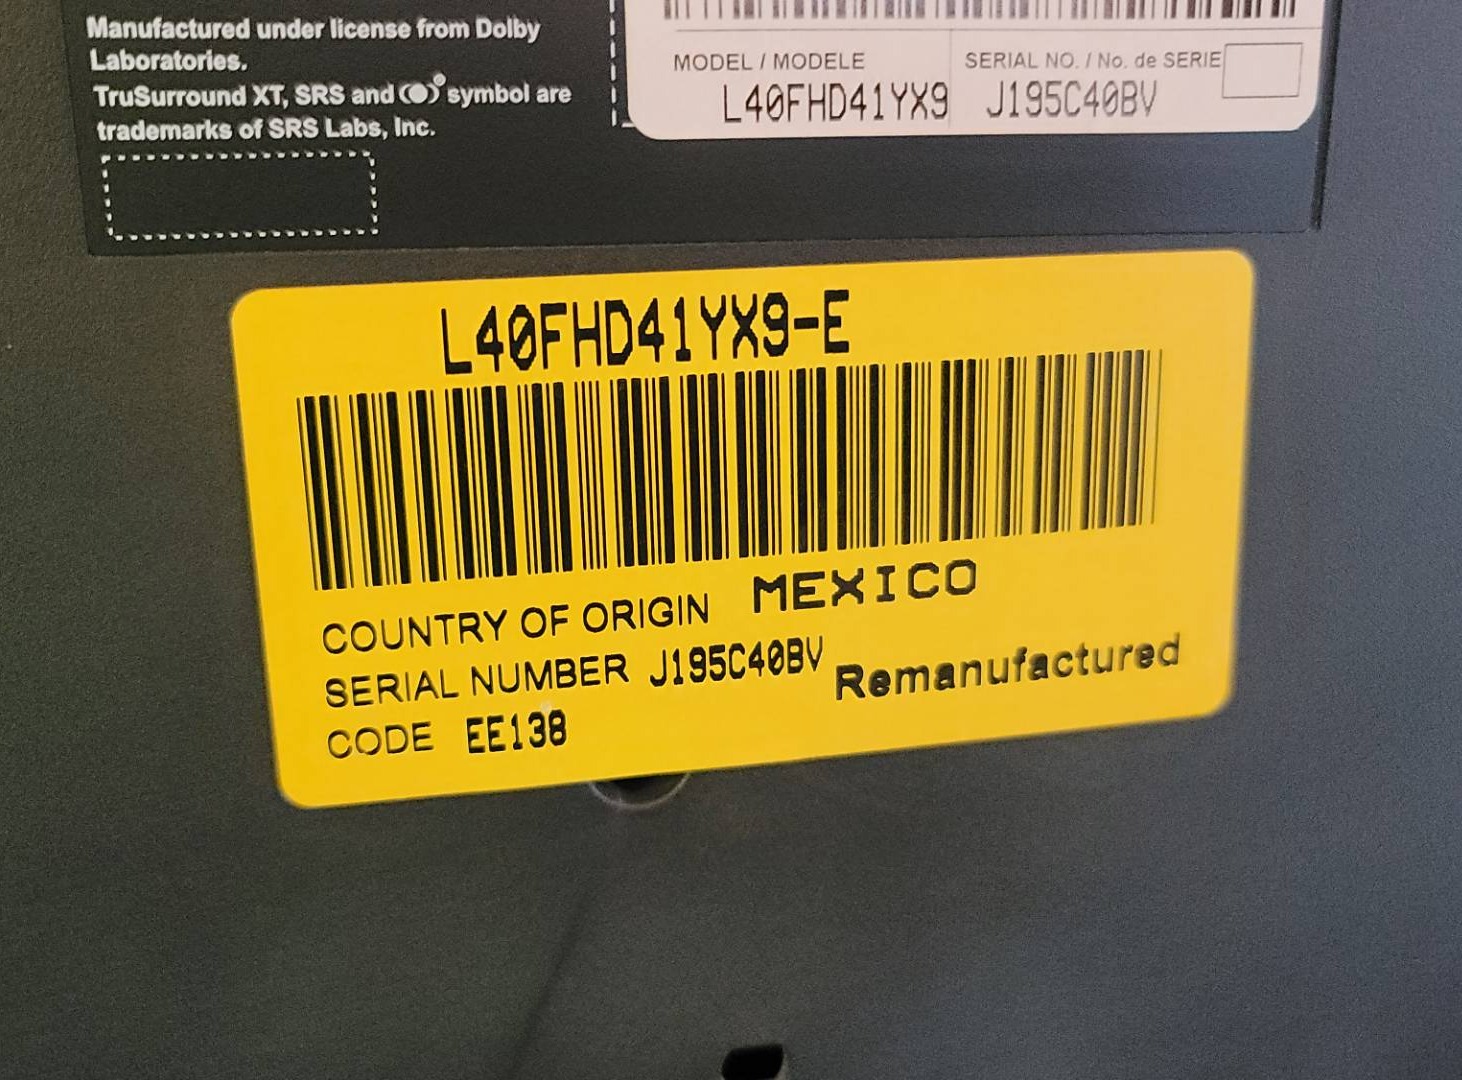 Manufactured under license from Dolby
Laboratories.
TruSurround XT, SRS and (●)® symbol are
trademarks of SRS Labs, Inc.
MODEL / MODELE SERIAL NO. / No. de SERIE
L40FHD41YX9 J195C40BV
L40FHD41YX9-E
COUNTRY OF ORIGIN MEXICO
SERIAL NUMBER J195C40BV Remanufactured
CODE EE138